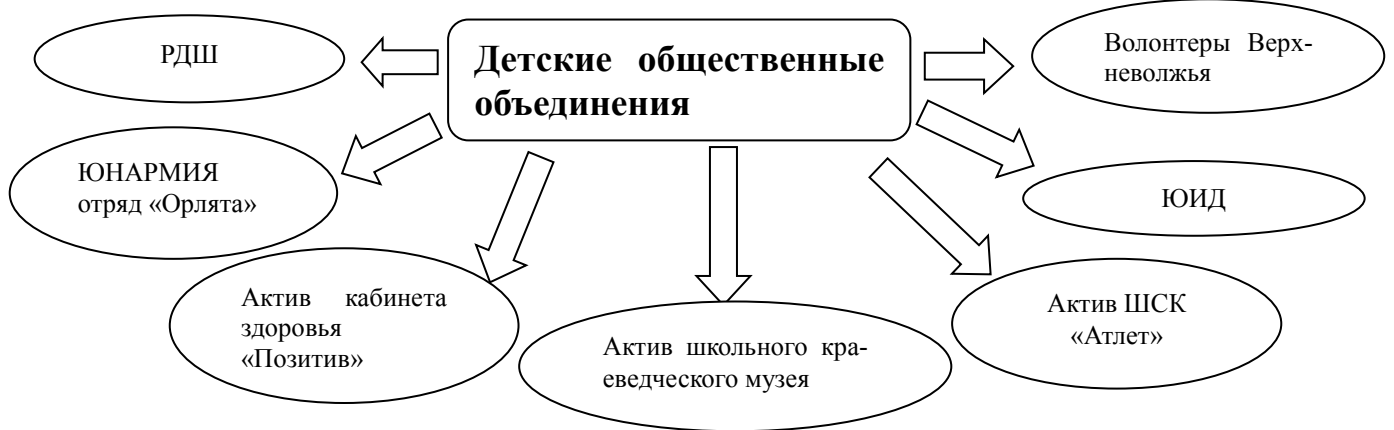 Детские общественные
объединения
РДШ
Волонтеры Верх-
неволжья
ЮНАРМИЯ
отряд «Орлята»
ЮИД
Актив кабинета
здоровья
«Позитив»
Актив школьного кра-
еведческого музея
Актив ШСК
«Атлет»